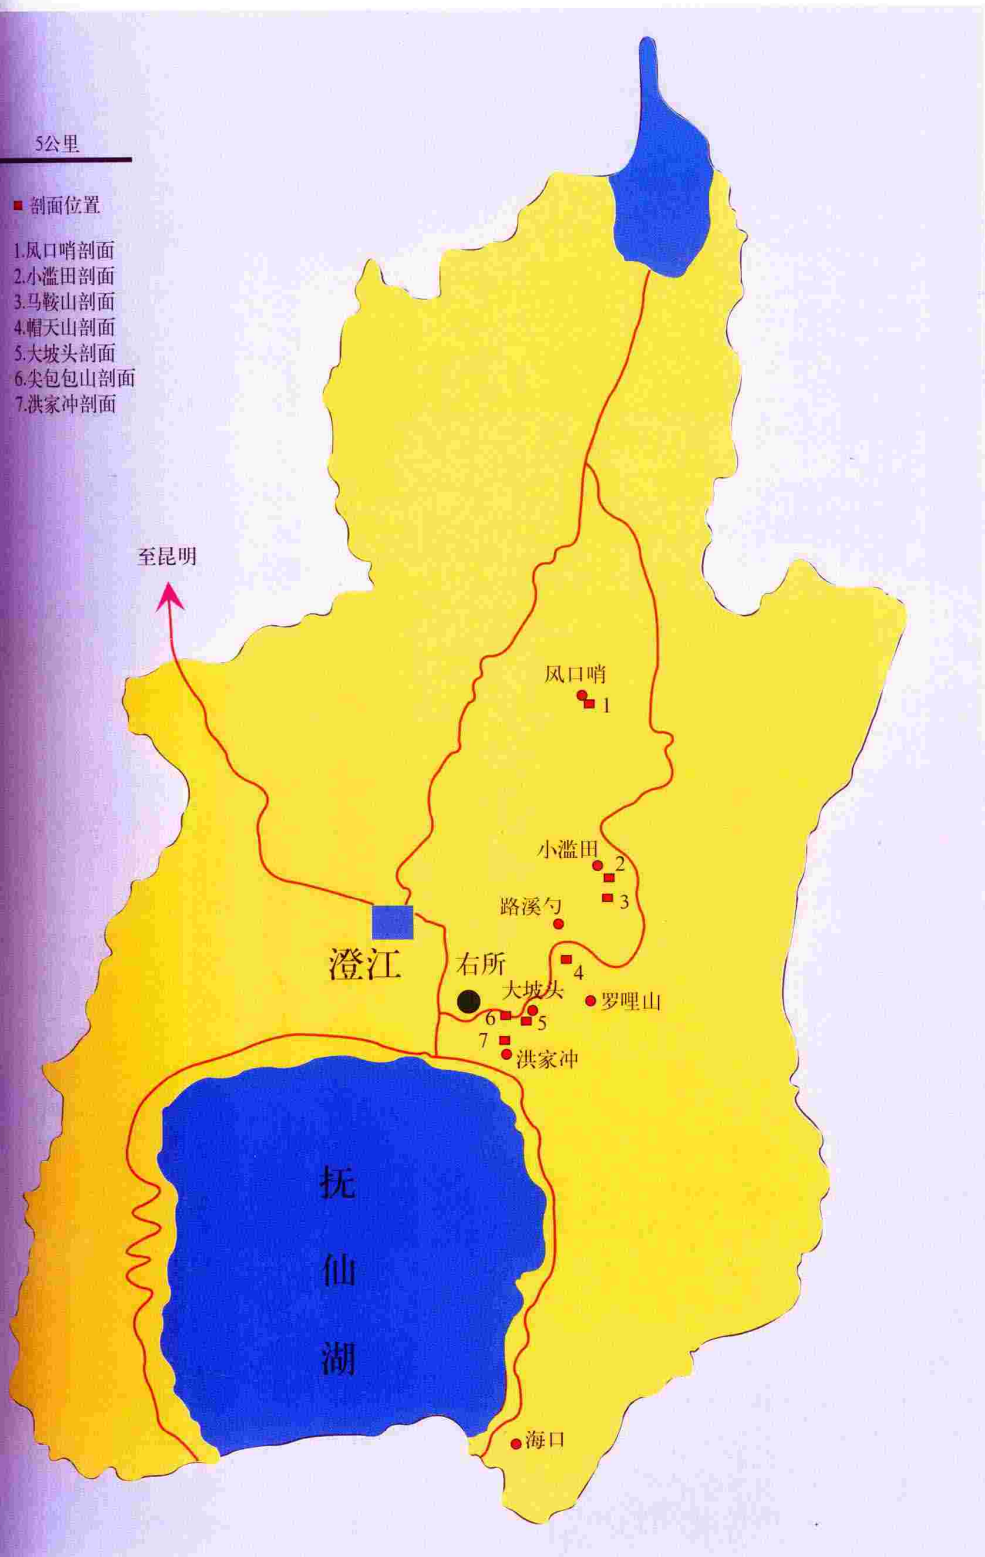 5公里
剖面位置
1.风口哨剖面
2.小滥田剖面
3.马鞍山剖面
4.帽天山剖面
5.大坡头剖面
6.尖包包山剖面
7.洪家冲剖面
至昆明
风口哨
1
小滥田
2
3
路溪勺
澄江
右所
4
大坡头
罗哩山
6
5
7
洪家冲
抚
仙
湖
海口